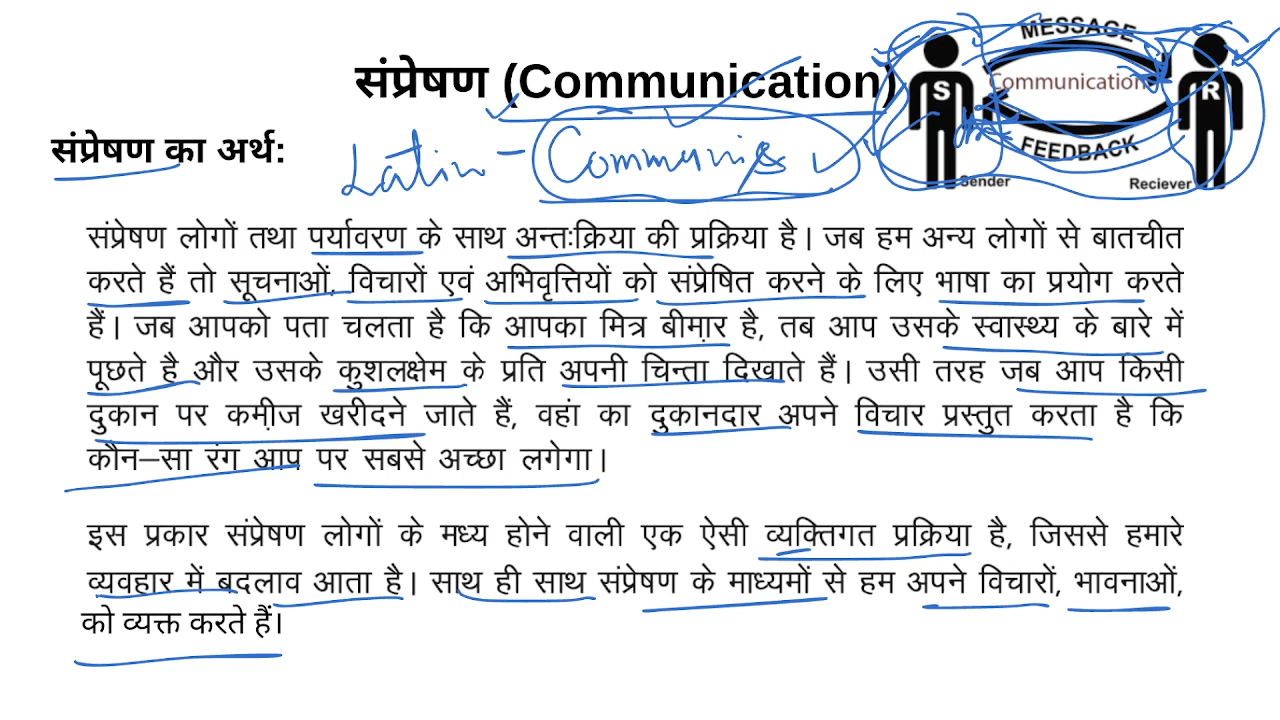 संप्रेषण (Communication)
MESSAGE
S
Communication
R
FEEDBACK
Sender
Reciever
संप्रेषण का अर्थ:
Latin - Communis
संप्रेषण लोगों तथा पर्यावरण के साथ अन्तःक्रिया की प्रक्रिया है। जब हम अन्य लोगों से बातचीत
करते हैं तो सूचनाओं, विचारों एवं अभिवृत्तियों को संप्रेषित करने के लिए भाषा का प्रयोग करते
हैं। जब आपको पता चलता है कि आपका मित्र बीमा़र है, तब आप उसके स्वास्थ्य के बारे में
पूछते है और उसके कुशलक्षेम के प्रति अपनी चिन्ता दिखाते हैं। उसी तरह जब आप किसी
दुकान पर कमी़ज खरीदने जाते हैं, वहां का दुकानदार अपने विचार प्रस्तुत करता है कि
कौन–सा रंग आप पर सबसे अच्छा लगेगा।
इस प्रकार संप्रेषण लोगों के मध्य होने वाली एक ऐसी व्यक्तिगत प्रक्रिया है, जिससे हमारे
व्यवहार में बदलाव आता है। साथ ही साथ संप्रेषण के माध्यमों से हम अपने विचारों, भावनाओं,
को व्यक्त करते हैं।